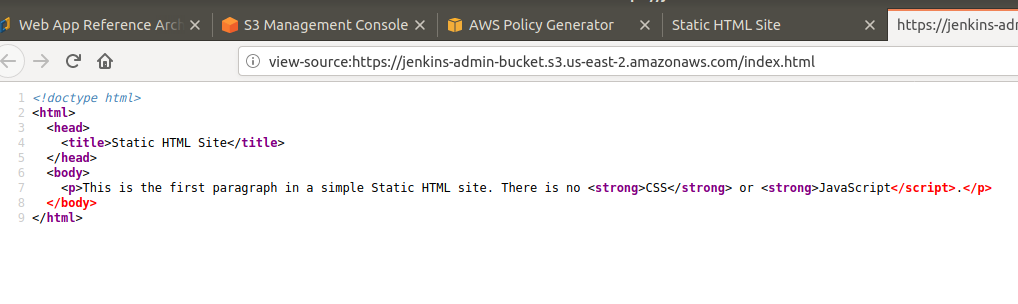 Web App Reference Arch
S3 Management Console
AWS Policy Generator
Static HTML Site
https://jenkins-adm
view-source:https://jenkins-admin-bucket.s3.us-east-2.amazonaws.com/index.html
1 <!doctype html>
2 <html>
3   <head>
4     <title>Static HTML Site</title>
5   </head>
6   <body>
7     <p>This is the first paragraph in a simple Static HTML site. There is no <strong>CSS</strong> or <strong>JavaScript</script>.</p>
8   </body>
9 </html>